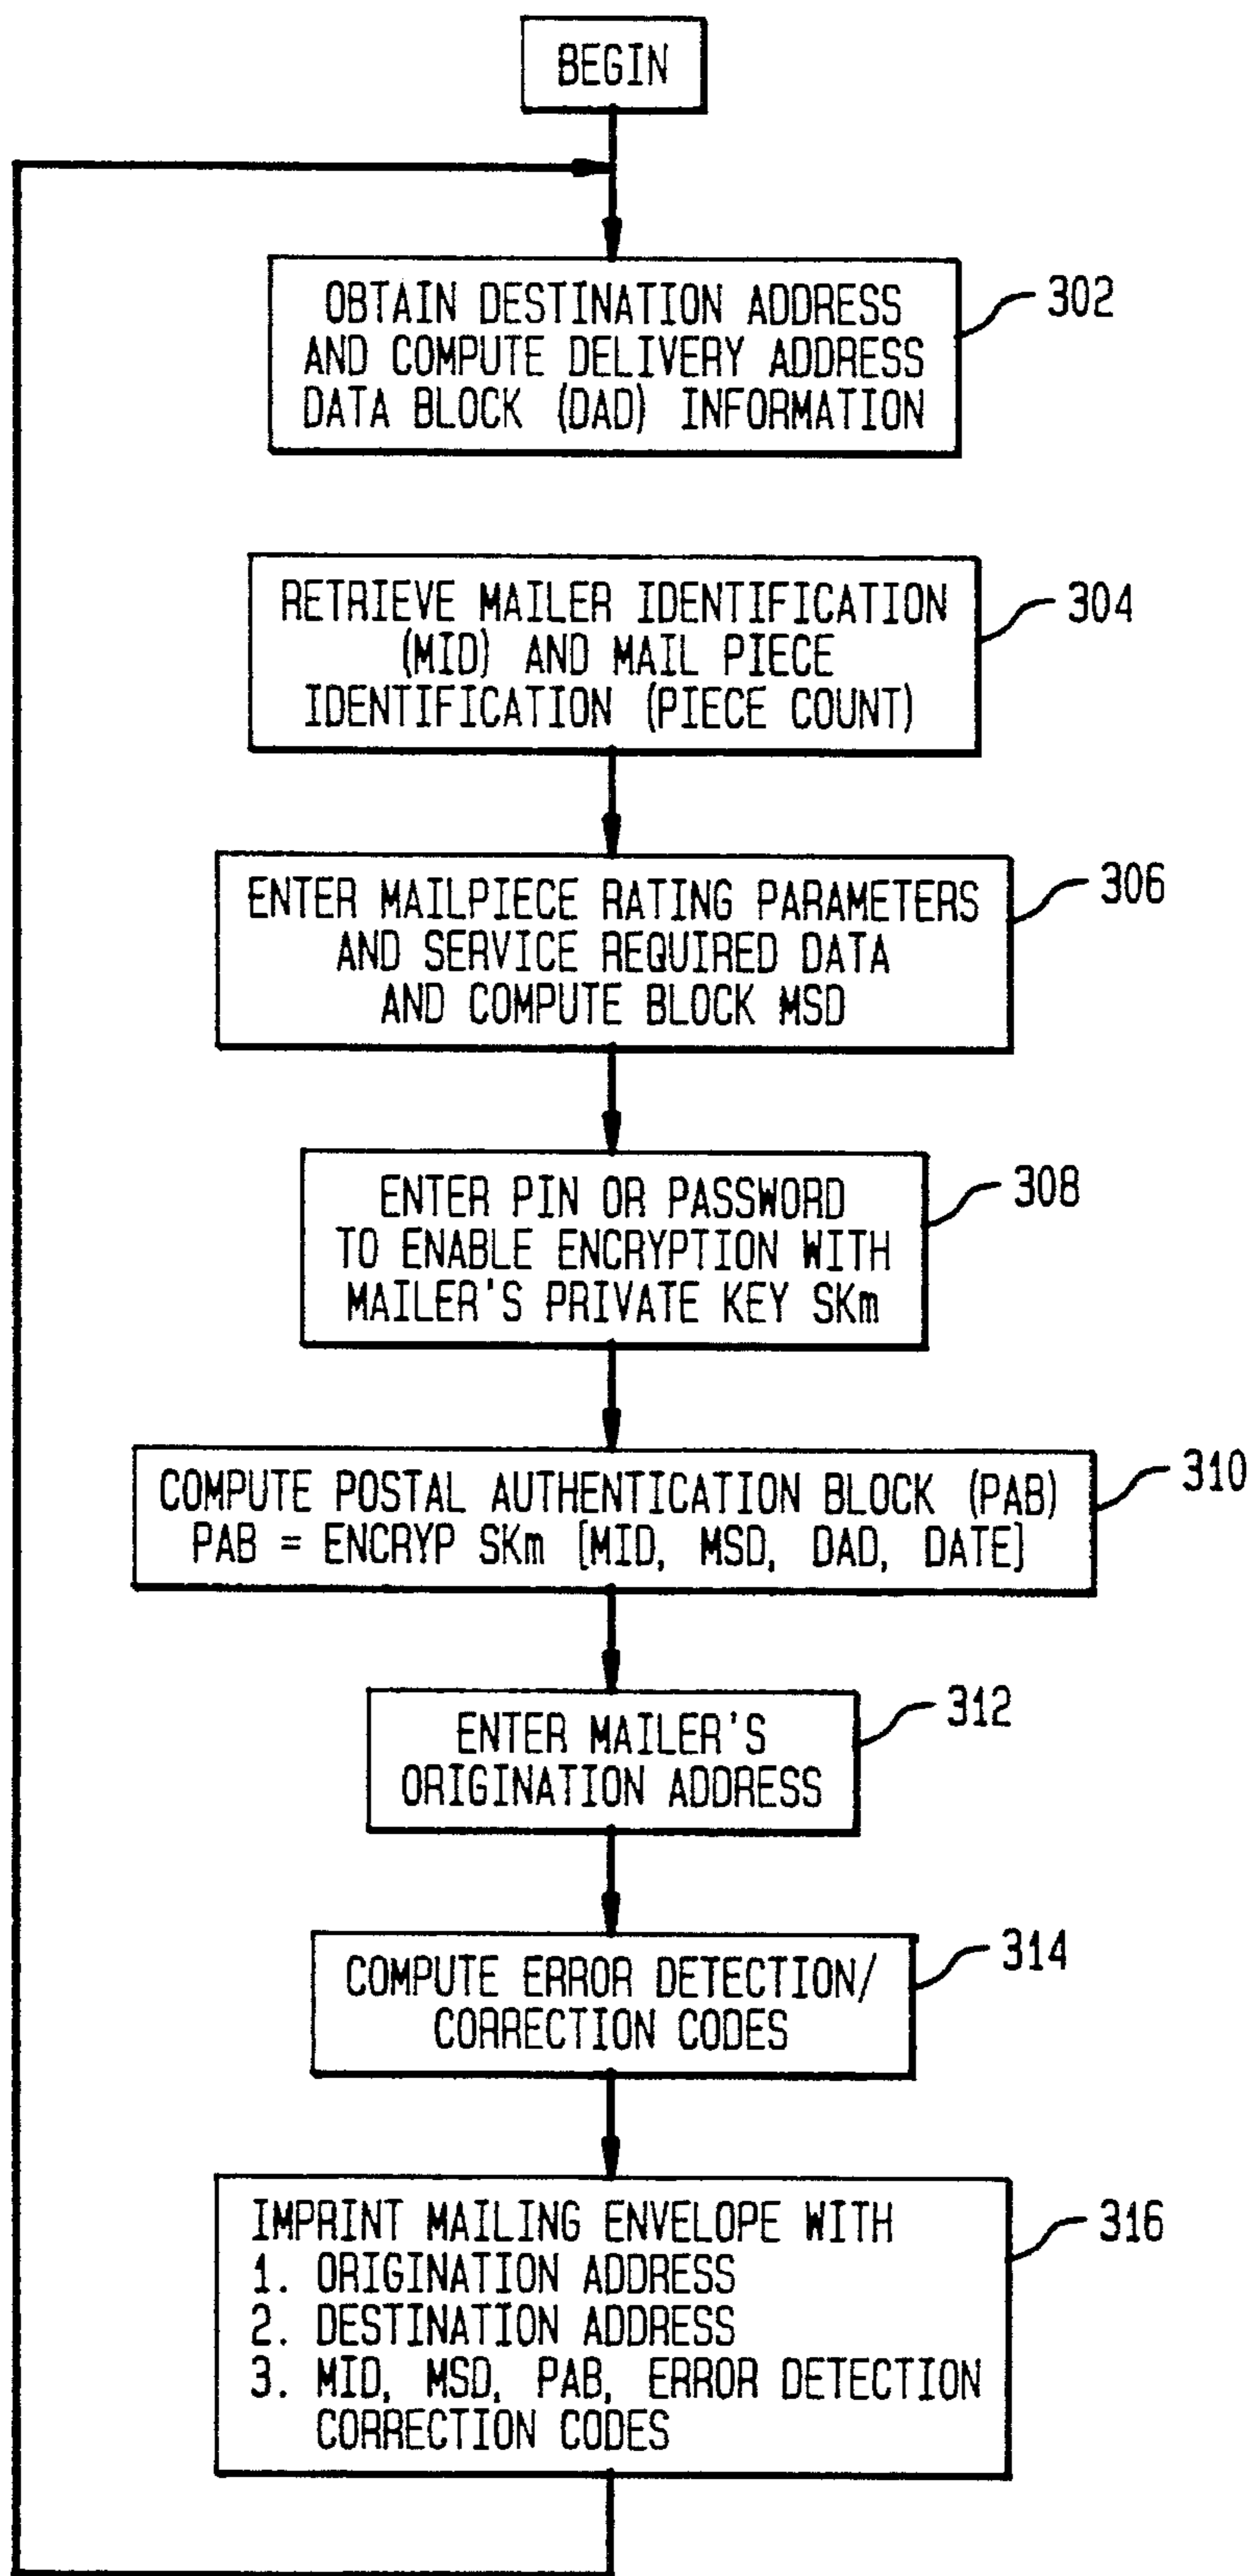 BEGIN
OBTAIN DESTINATION ADDRESS
AND COMPUTE DELIVERY ADDRESS
DATA BLOCK (DAD) INFORMATION
302
RETRIEVE MAILER IDENTIFICATION
(MID) AND MAIL PIECE
IDENTIFICATION (PIECE COUNT)
304
ENTER MAILPIECE RATING PARAMETERS
AND SERVICE REQUIRED DATA
AND COMPUTE BLOCK MSD
306
ENTER PIN OR PASSWORD
TO ENABLE ENCRYPTION WITH
MAILER'S PRIVATE KEY SKm
308
COMPUTE POSTAL AUTHENTICATION BLOCK (PAB)
PAB = ENCRYP SKm [MID, MSD, DAD, DATE]
310
ENTER MAILER'S
ORIGINATION ADDRESS
312
COMPUTE ERROR DETECTION/
CORRECTION CODES
314
IMPRINT MAILING ENVELOPE WITH
1. ORIGINATION ADDRESS
2. DESTINATION ADDRESS
3. MID, MSD, PAB, ERROR DETECTION
CORRECTION CODES
316